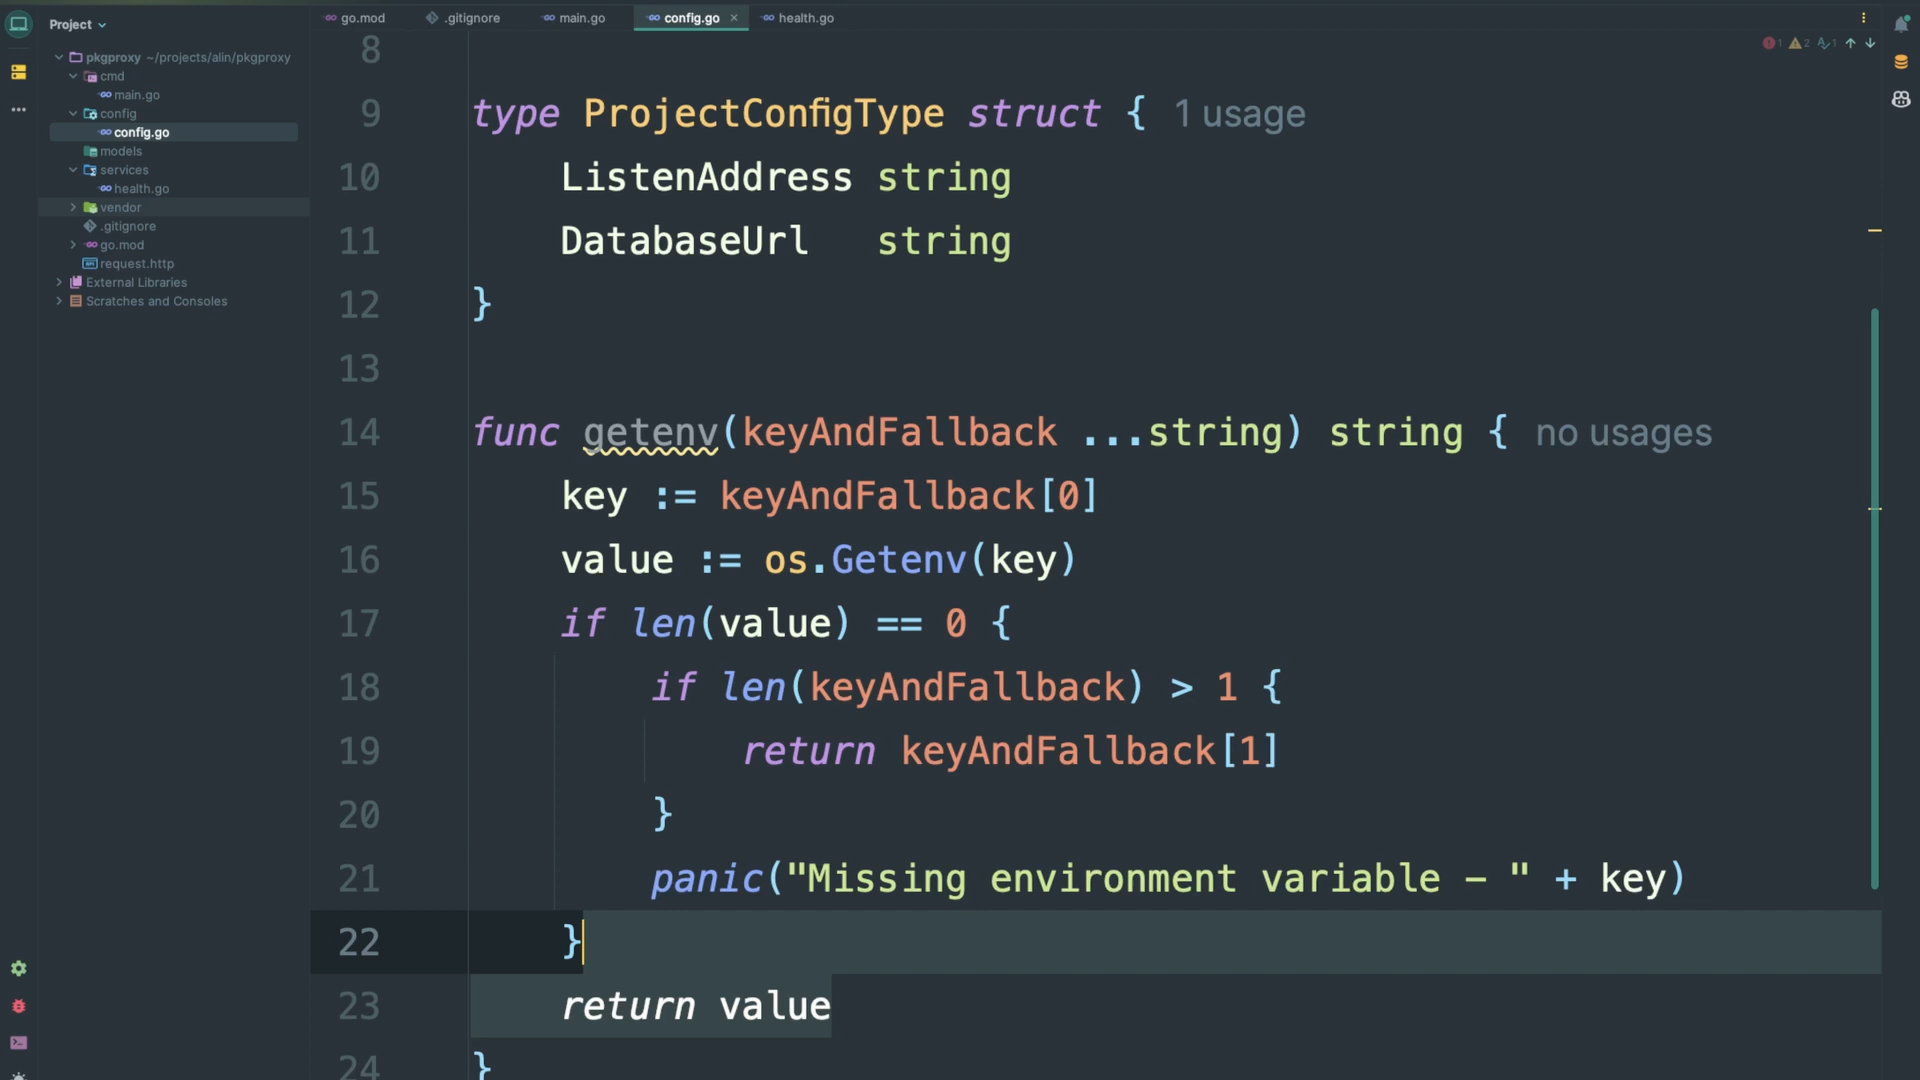 Project
go.mod
.gitignore
main.go
config.go
health.go
1
2
1
pkgproxy ~/projects/alin/pkgproxy
cmd
main.go
config
config.go
models
services
health.go
vendor
.gitignore
go.mod
request.http
External Libraries
Scratches and Consoles
8
9 type ProjectConfigType struct { 1 usage
10 ListenAddress string
11 DatabaseUrl string
12 }
13
14 func getenv(keyAndFallback ...string) string { no usages
15 key := keyAndFallback[0]
16 value := os.Getenv(key)
17 if len(value) == 0 {
18 if len(keyAndFallback) > 1 {
19 return keyAndFallback[1]
20 }
21 panic("Missing environment variable - " + key)
22 }
23 return value
24 }